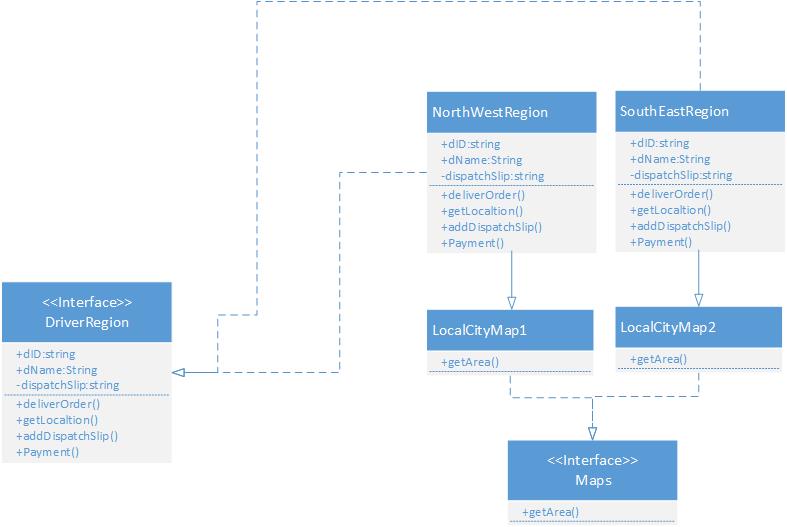 NorthWestRegion
+dID:string
+dName:String
-dispatchSlip:string
+deliverOrder()
+getLocaltion()
+addDispatchSlip()
+Payment()
SouthEastRegion
+dID:string
+dName:String
-dispatchSlip:string
+deliverOrder()
+getLocaltion()
+addDispatchSlip()
+Payment()
<<Interface>>
DriverRegion
+dID:string
+dName:String
-dispatchSlip:string
+deliverOrder()
+getLocaltion()
+addDispatchSlip()
+Payment()
LocalCityMap1
+getArea()
LocalCityMap2
+getArea()
<<Interface>>
Maps
+getArea()